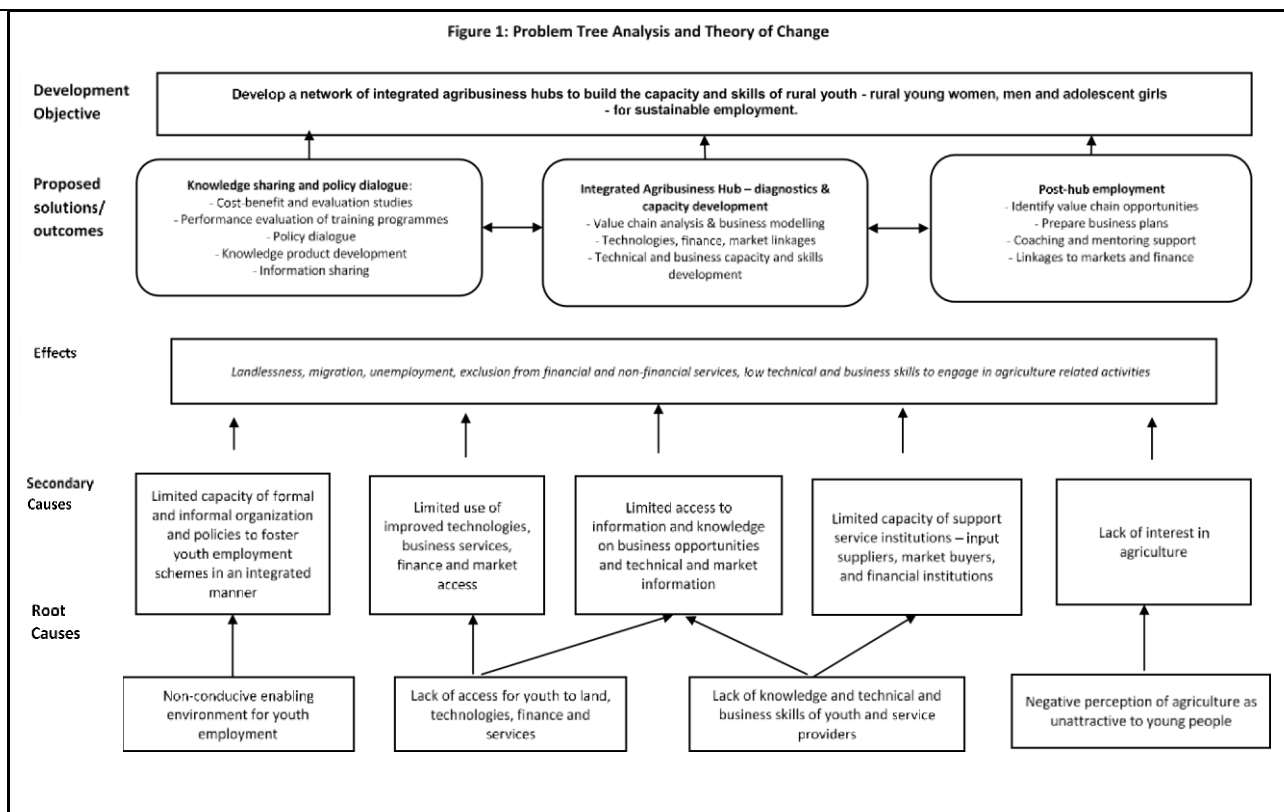 Figure 1: Problem Tree Analysis and Theory of Change
Development
Objective
Develop a network of integrated agribusiness hubs to build the capacity and skills of rural youth - rural young women, men and adolescent girls
- for sustainable employment.
Proposed
solutions/
outcomes
Knowledge sharing and policy dialogue:
- Cost-benefit and evaluation studies
- Performance evaluation of training programmes
- Policy dialogue
- Knowledge product development
- Information sharing
Integrated Agribusiness Hub – diagnostics &
capacity development
- Value chain analysis & business modelling
- Technologies, finance, market linkages
- Technical and business capacity and skills
development
Post-hub employment
- Identify value chain opportunities
- Prepare business plans
- Coaching and mentoring support
- Linkages to markets and finance
Effects
Landlessness, migration, unemployment, exclusion from financial and non-financial services, low technical and business skills to engage in agriculture related activities
Secondary
Causes
Limited capacity of formal
and informal organization
and policies to foster
youth employment
schemes in an integrated
manner
Limited use of
improved technologies,
business services,
finance and market
access
Limited access to
information and knowledge
on business opportunities
and technical and market
information
Limited capacity of support
service institutions – input
suppliers, market buyers,
and financial institutions
Lack of interest in
agriculture
Root
Causes
Non-conducive enabling
environment for youth
employment
Lack of access for youth to land,
technologies, finance and
services
Lack of knowledge and technical and
business skills of youth and service
providers
Negative perception of agriculture as
unattractive to young people